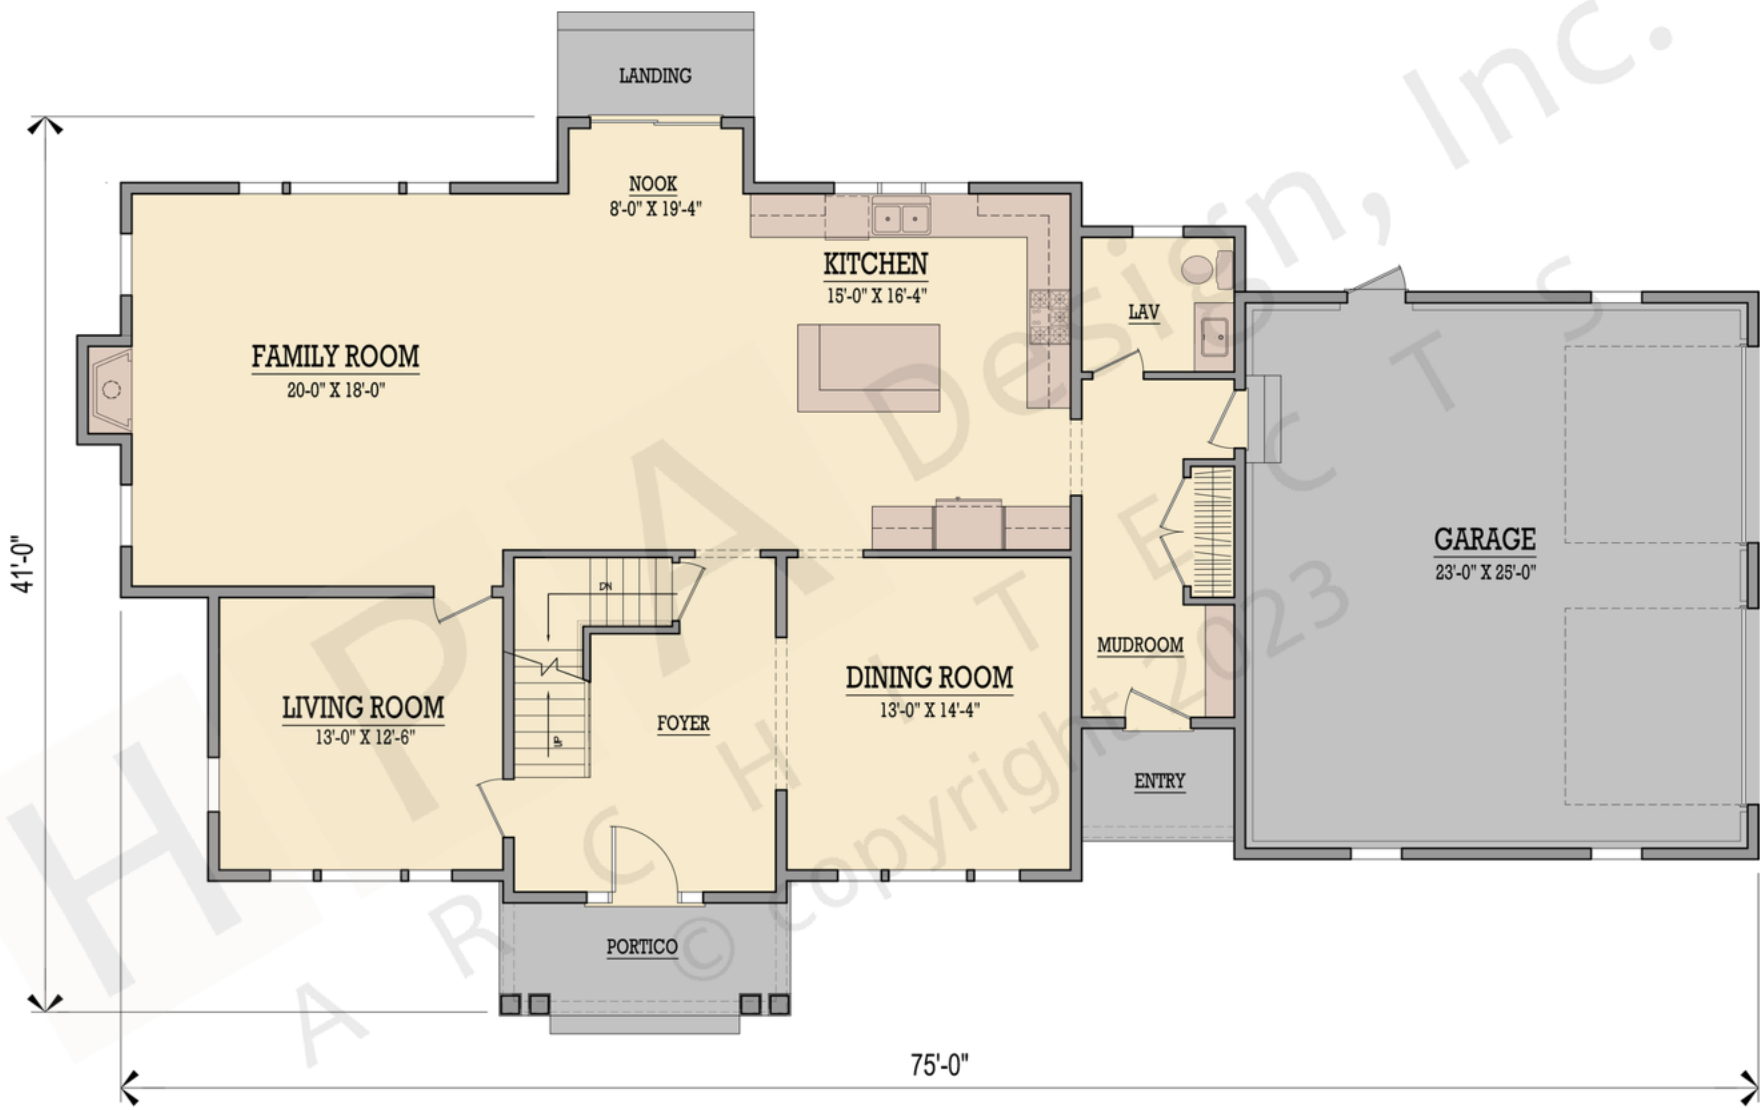 LANDING
NOOK
8'-0" X 19'-4"
KITCHEN
15'-0" X 16'-4"
LAV
FAMILY ROOM
20-0" X 18'-0"
41'-0"
GARAGE
23'-0" X 25'-0"
DN
MUDROOM
DINING ROOM
13'-0" X 14'-4"
LIVING ROOM
13'-0" X 12'-6"
FOYER
UP
ENTRY
PORTICO
75'-0"
HPA Design, Inc.
ARCHITECTS
© copyright 2023